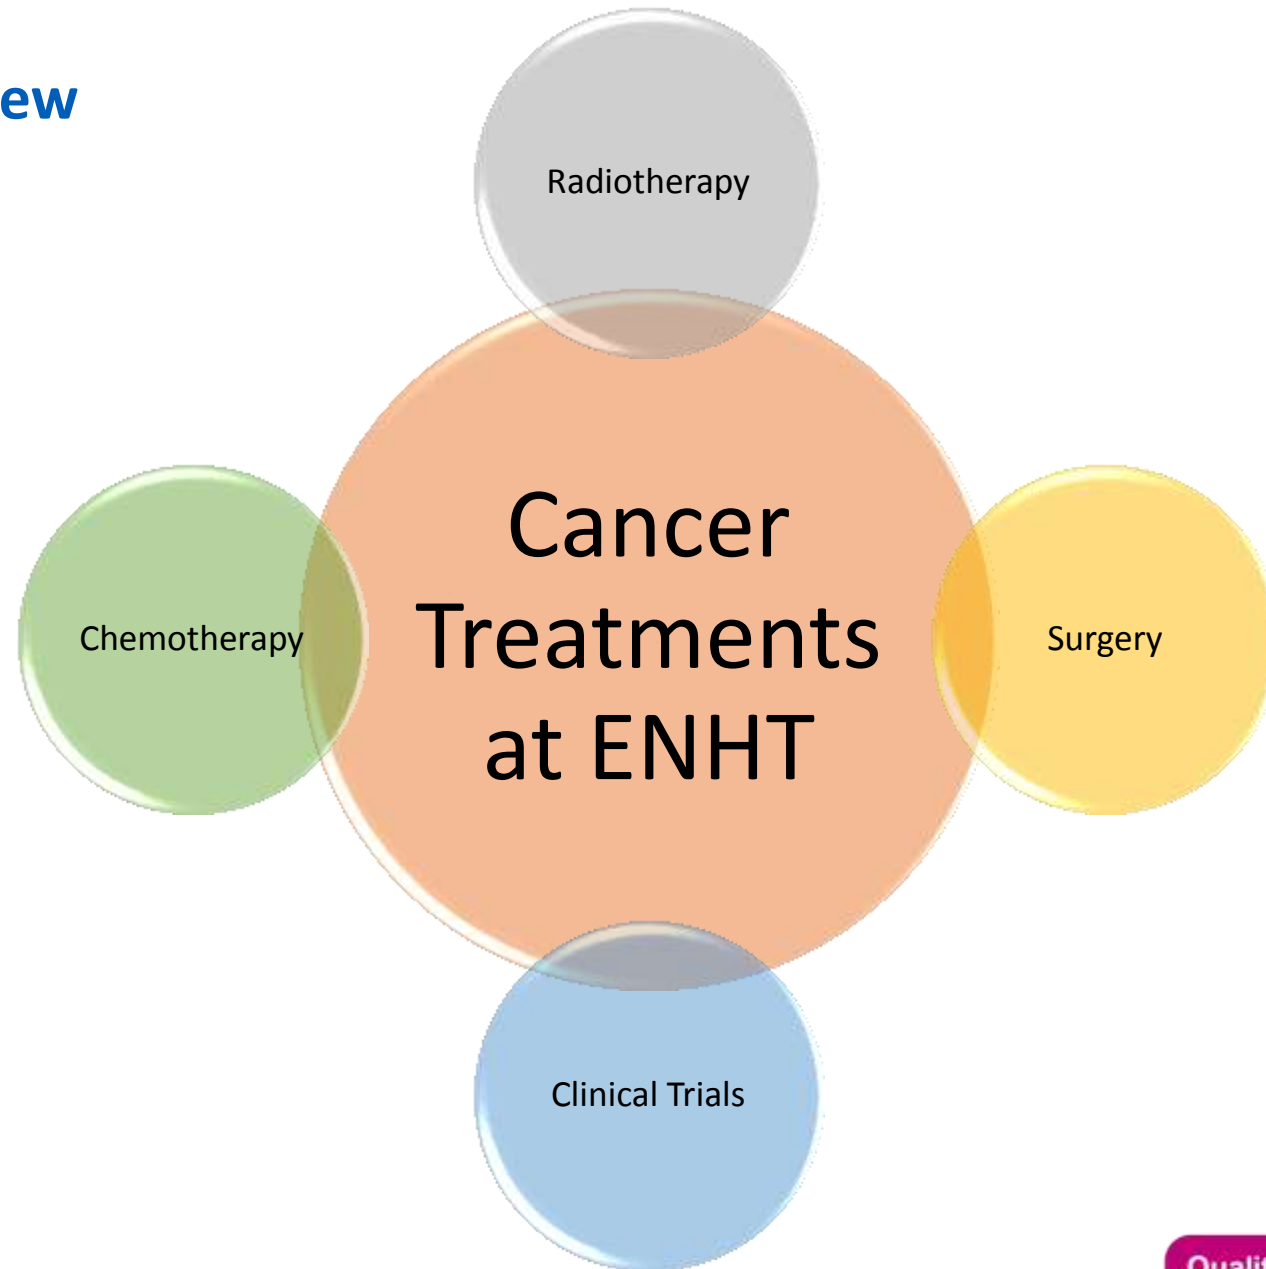 ew
Radiotherapy
Cancer
Treatments
at ENHT
Chemotherapy
Surgery
Clinical Trials